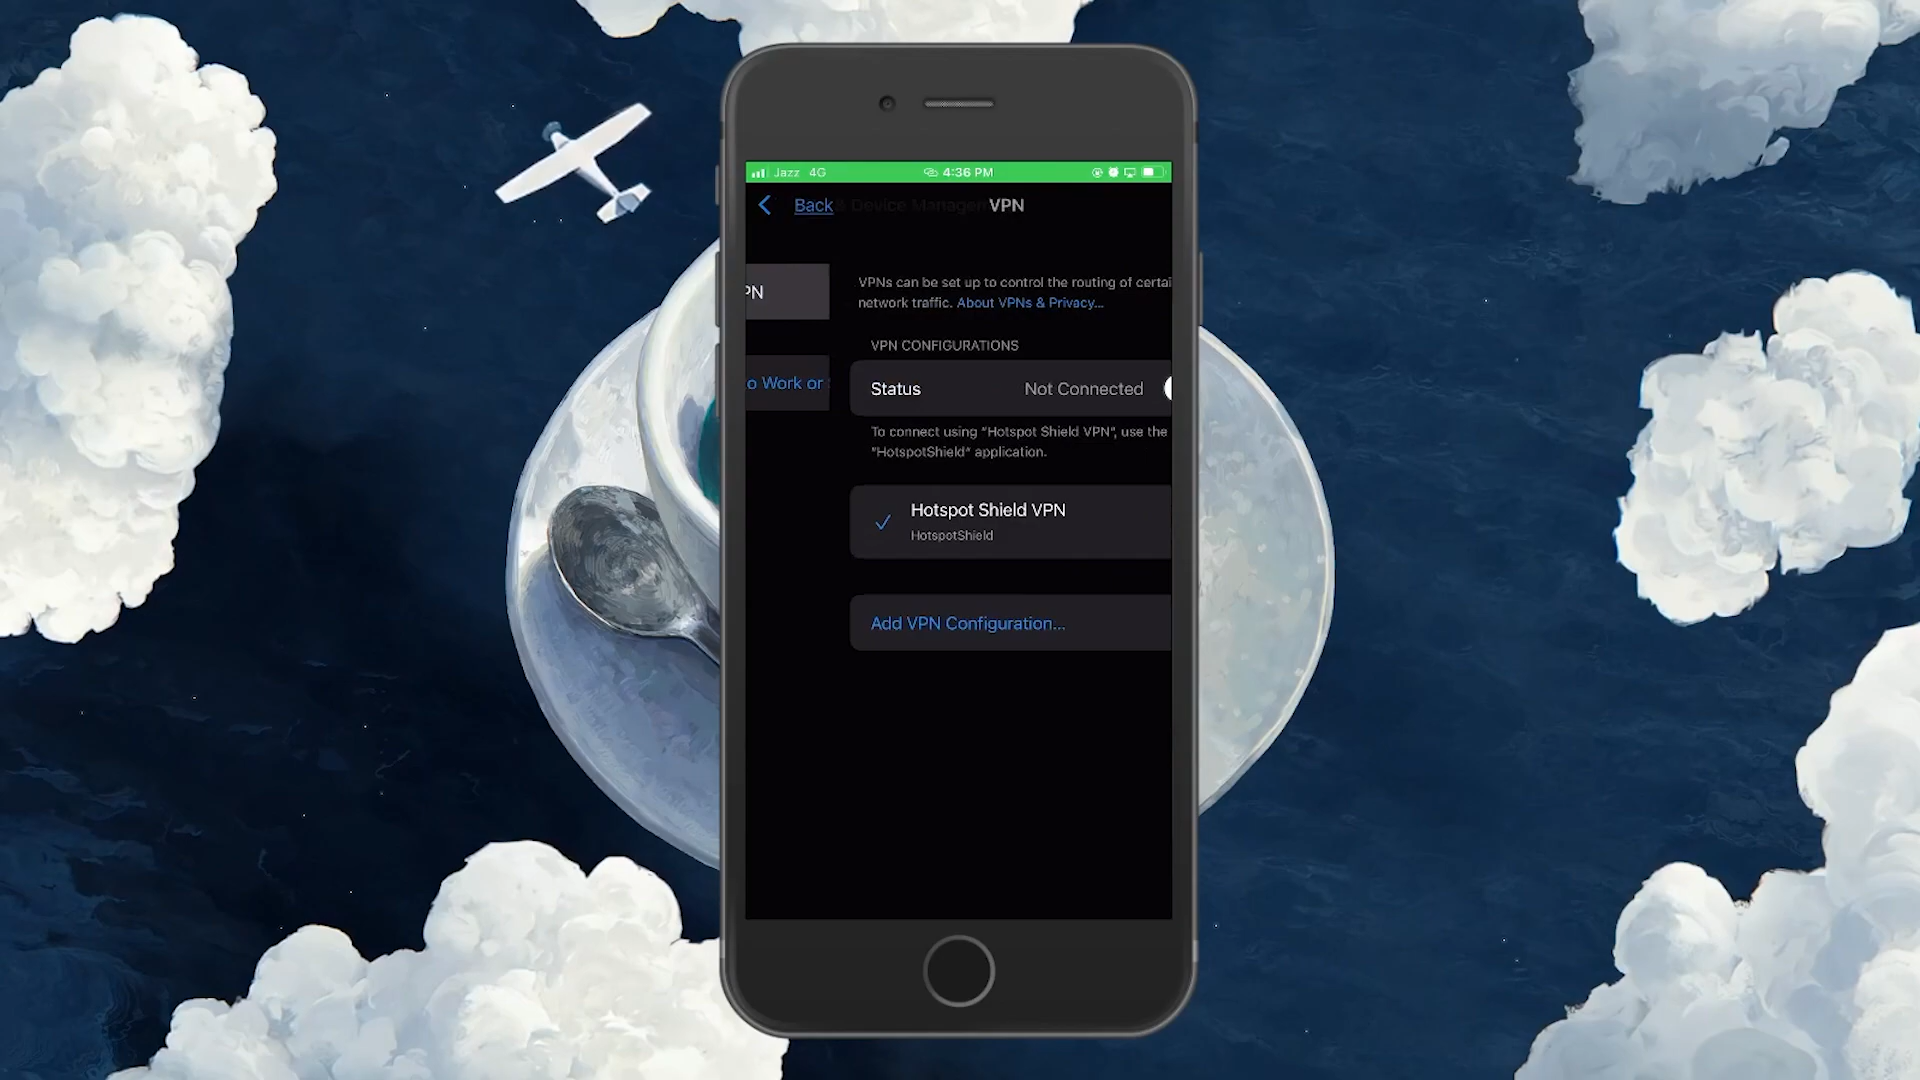 Jazz 4G 4:36 PM
Back Device Managem VPN
PN
VPNs can be set up to control the routing of certai
network traffic. About VPNs & Privacy...
VPN CONFIGURATIONS
o Work or
Status Not Connected
To connect using “Hotspot Shield VPN”, use the
"HotspotShield" application.
Hotspot Shield VPN
HotspotShield
Add VPN Configuration...